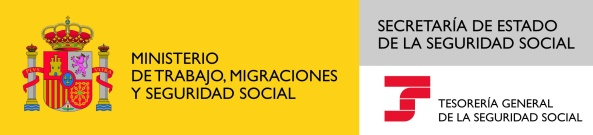 MINISTERIO
DE TRABAJO, MIGRACIONES
Y SEGURIDAD SOCIAL
SECRETARÍA DE ESTADO
DE LA SEGURIDAD SOCIAL
TESORERÍA GENERAL
DE LA SEGURIDAD SOCIAL